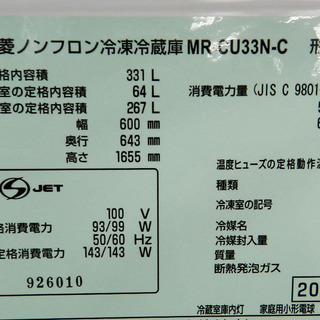 菱ノンフロン冷凍冷蔵庫 MR-CU33N-C 形
格内容積 331 L
室の定格内容積 64 L
室の定格内容積 267 L
幅 600 mm
奥行 643 mm
高さ 1655 mm
消費電力量 (JIS C 9801
温度ヒューズの定格動作温
種類
冷凍室の記号
冷媒名
冷媒封入量
質量
断熱発泡ガス
JET
100 V
格消費電力 93/99 W
50/60 Hz
定格消費電力 143/143 W
926010
20
冷蔵室庫内灯 家庭用小形電球